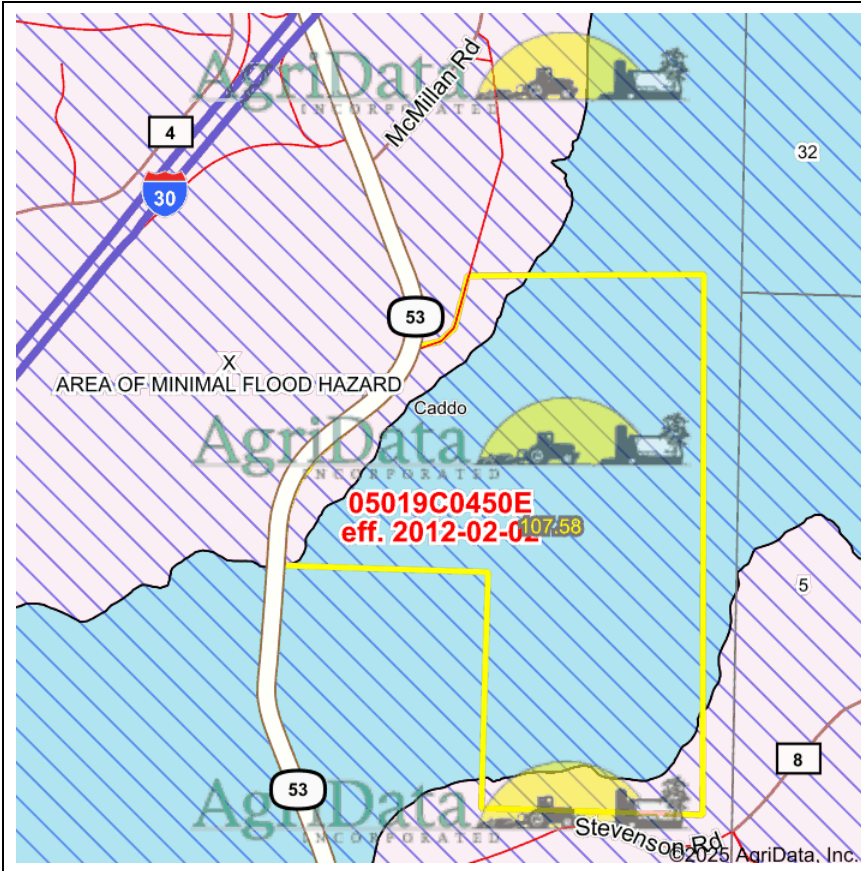 AgriData
INCORPORATED
McMillan Rd
4
30
32
53
X
AREA OF MINIMAL FLOOD HAZARD
Caddo
AgriData
INCORPORATED
05019C0450E
eff. 2012-02-02
107.58
5
8
53
AgriData
INCORPORATED
Stevenson Rd
©2025 AgriData, Inc.